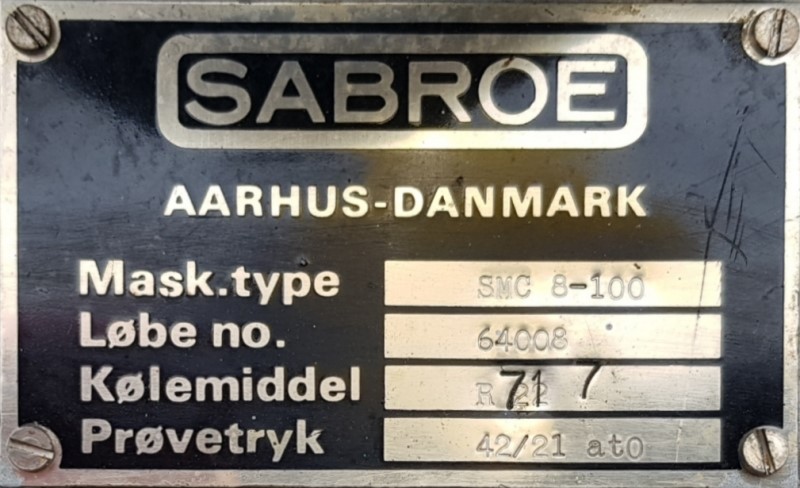 SABROE
AARHUS-DANMARK
Mask.type SMC 8-100
Løbe no. 64008
Kølemiddel R 22 717
Prøvetryk 42/21 ato